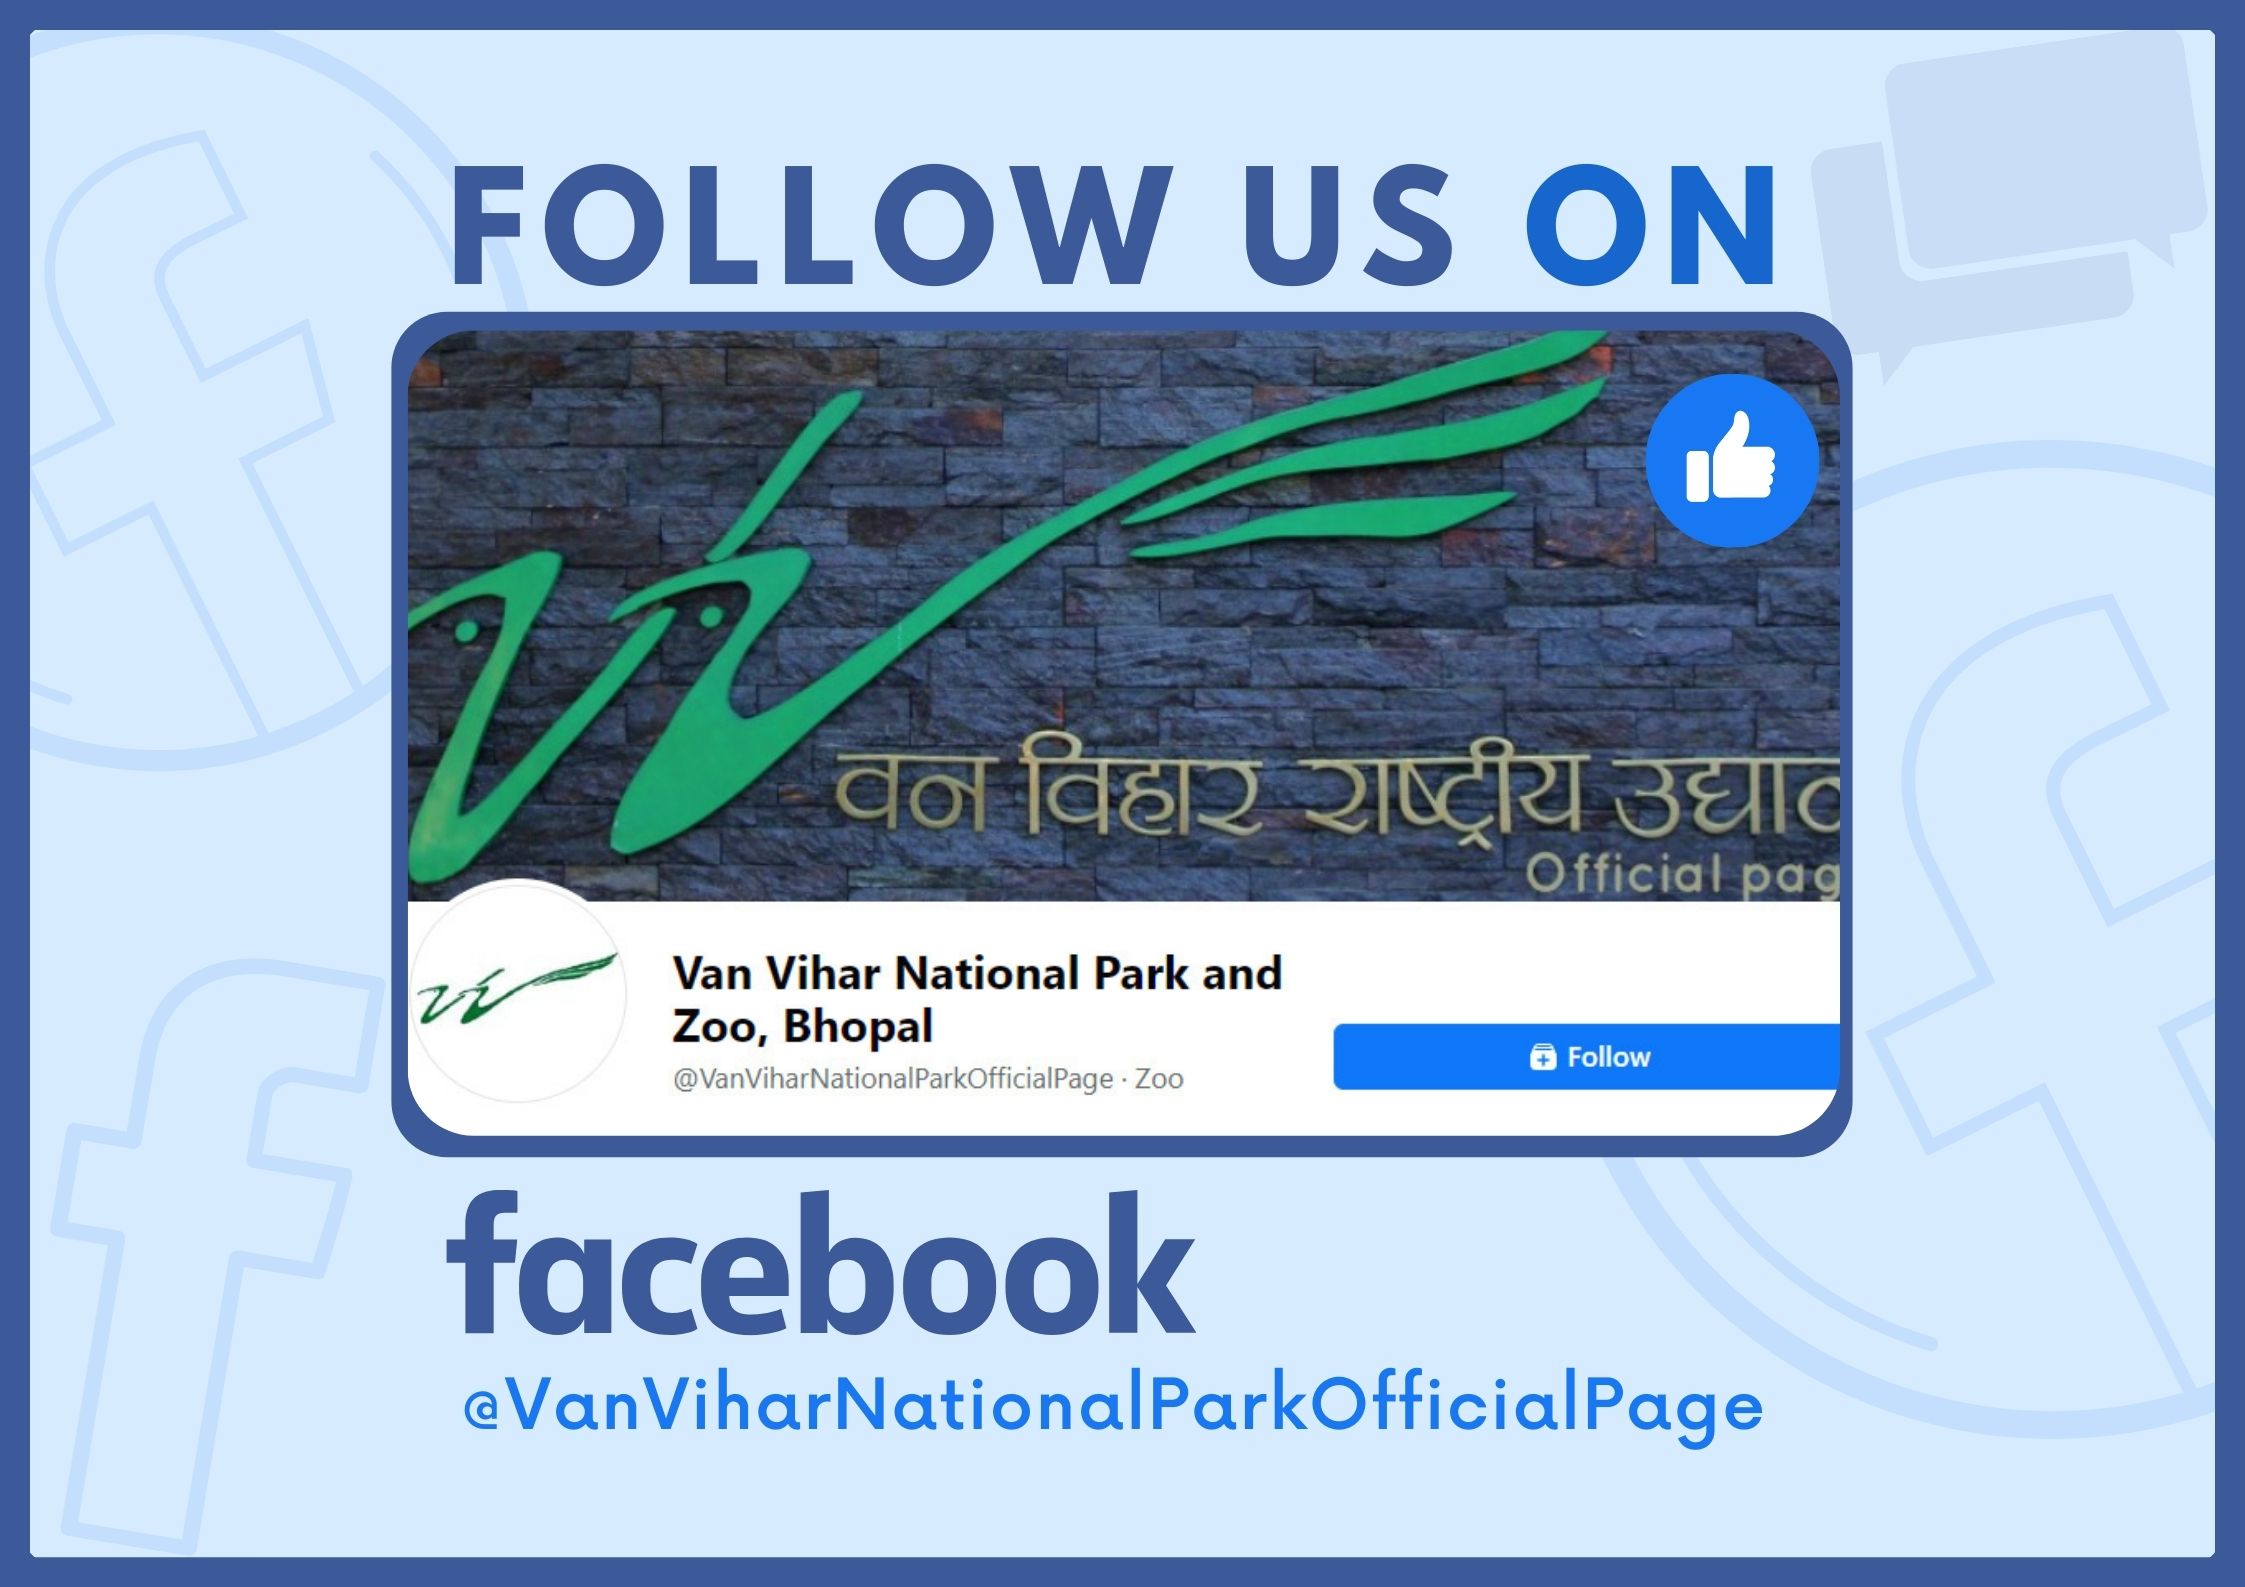 FOLLOW US ON
वन विहार राष्ट्रीय
Official
Van Vihar National Park and
Zoo, Bhopal
@VanViharNationalParkOfficialPage · Zoo
Follow
facebook
@VanViharNationalParkOfficialPage